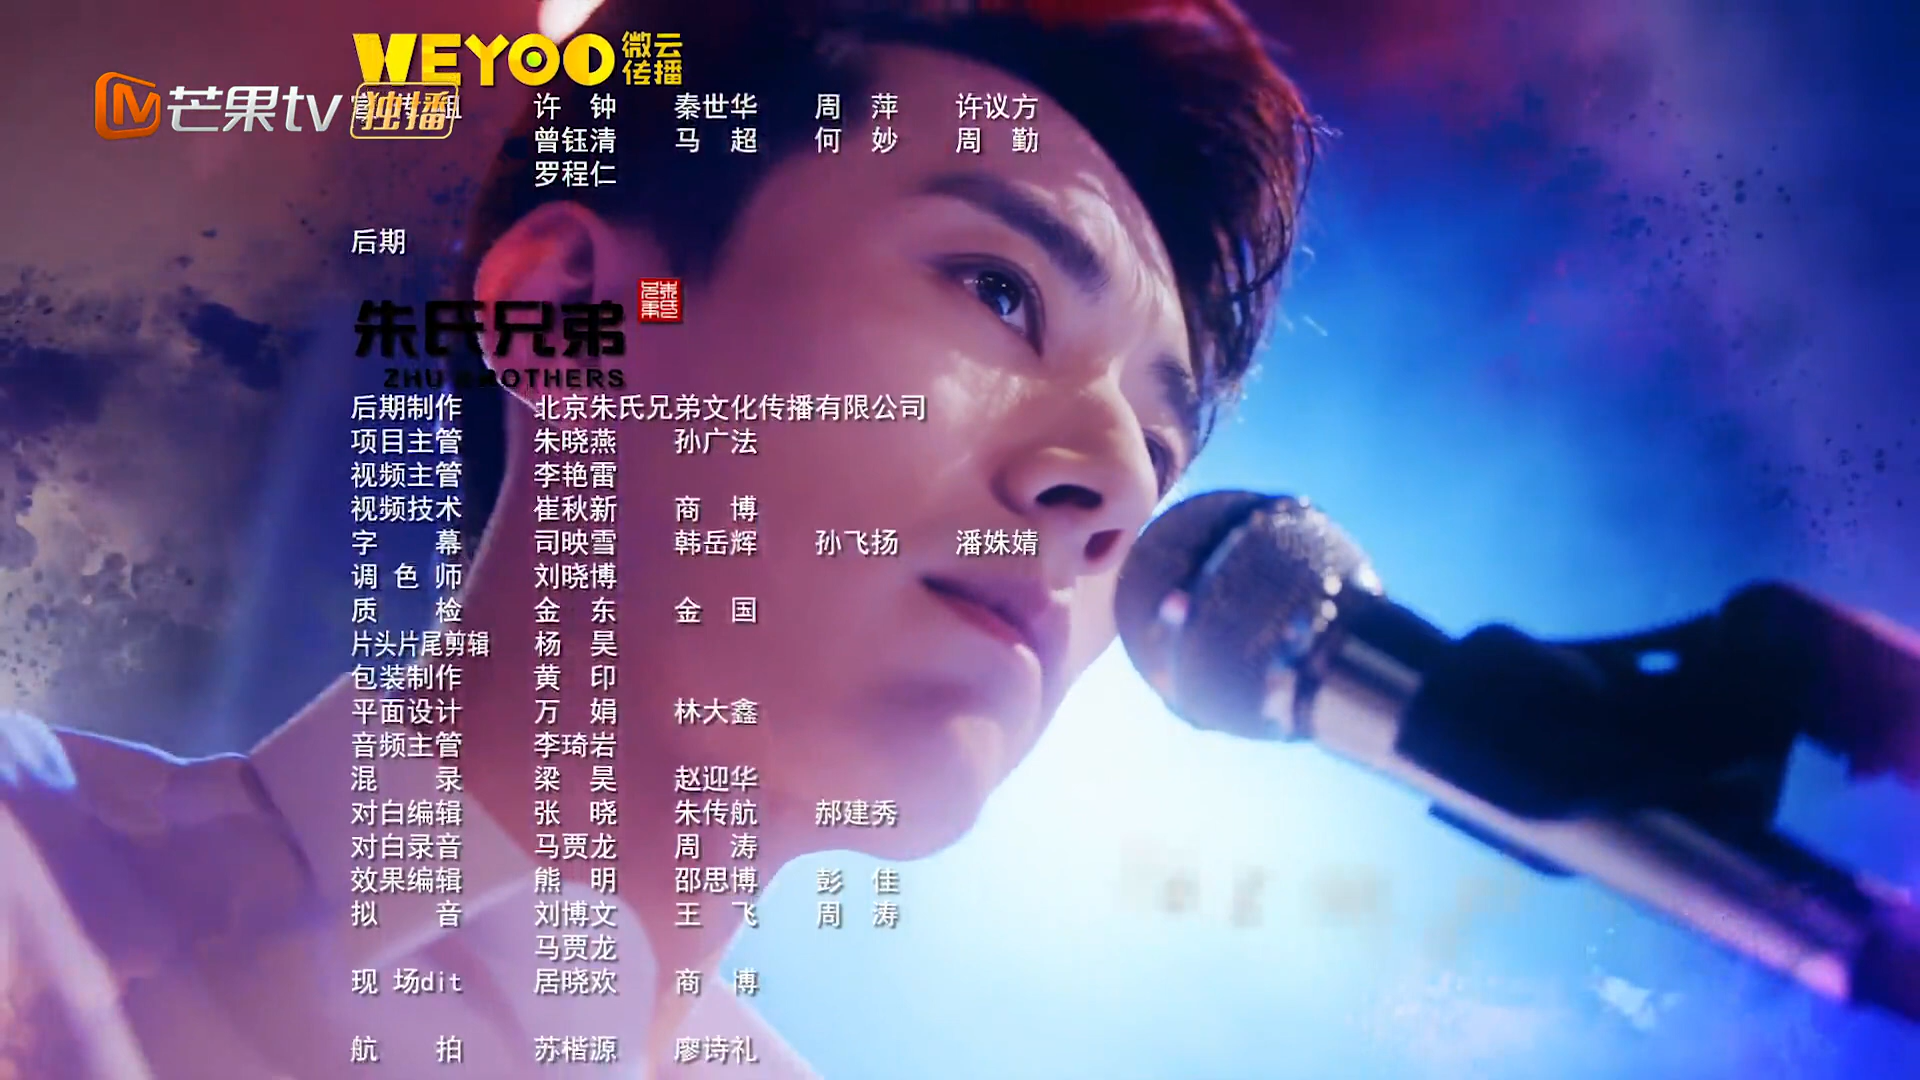 WEYOO 微云传播
芒果tv 独播
许 钟 秦世华 周 萍 许议方
曾钰清 马 超 何 妙 周 勤
罗程仁
后期
朱氏兄弟
ZHU BROTHERS
后期制作 北京朱氏兄弟文化传播有限公司
项目主管 朱晓燕 孙广法
视频主管 李艳雷
视频技术 崔秋新 商 博
字 幕 司映雪 韩岳辉 孙飞扬 潘姝婧
调 色 师 刘晓博
质 检 金 东 金 国
片头片尾剪辑 杨 昊
包装制作 黄 印
平面设计 万 娟 林大鑫
音频主管 李琦岩
混 录 梁 昊 赵迎华
对白编辑 张 晓 朱传航 郝建秀
对白录音 马贾龙 周 涛
效果编辑 熊 明 邵思博 彭 佳
拟 音 刘博文 王 飞 周 涛
马贾龙
现 场dit 居晓欢 商 博
航 拍 苏楷源 廖诗礼